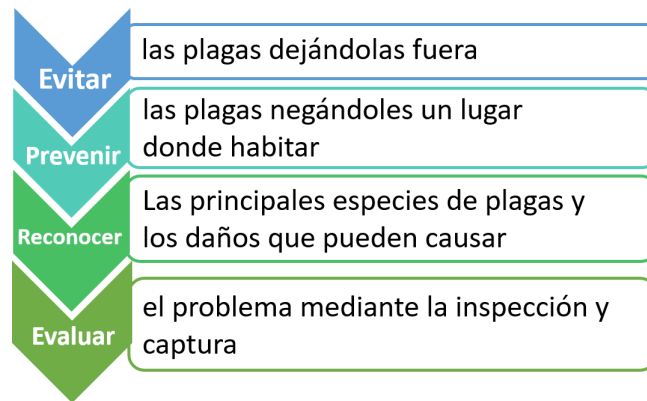 Evitar
las plagas dejándolas fuera
Prevenir
las plagas negándoles un lugar
donde habitar
Reconocer
Las principales especies de plagas y
los daños que pueden causar
Evaluar
el problema mediante la inspección y
captura